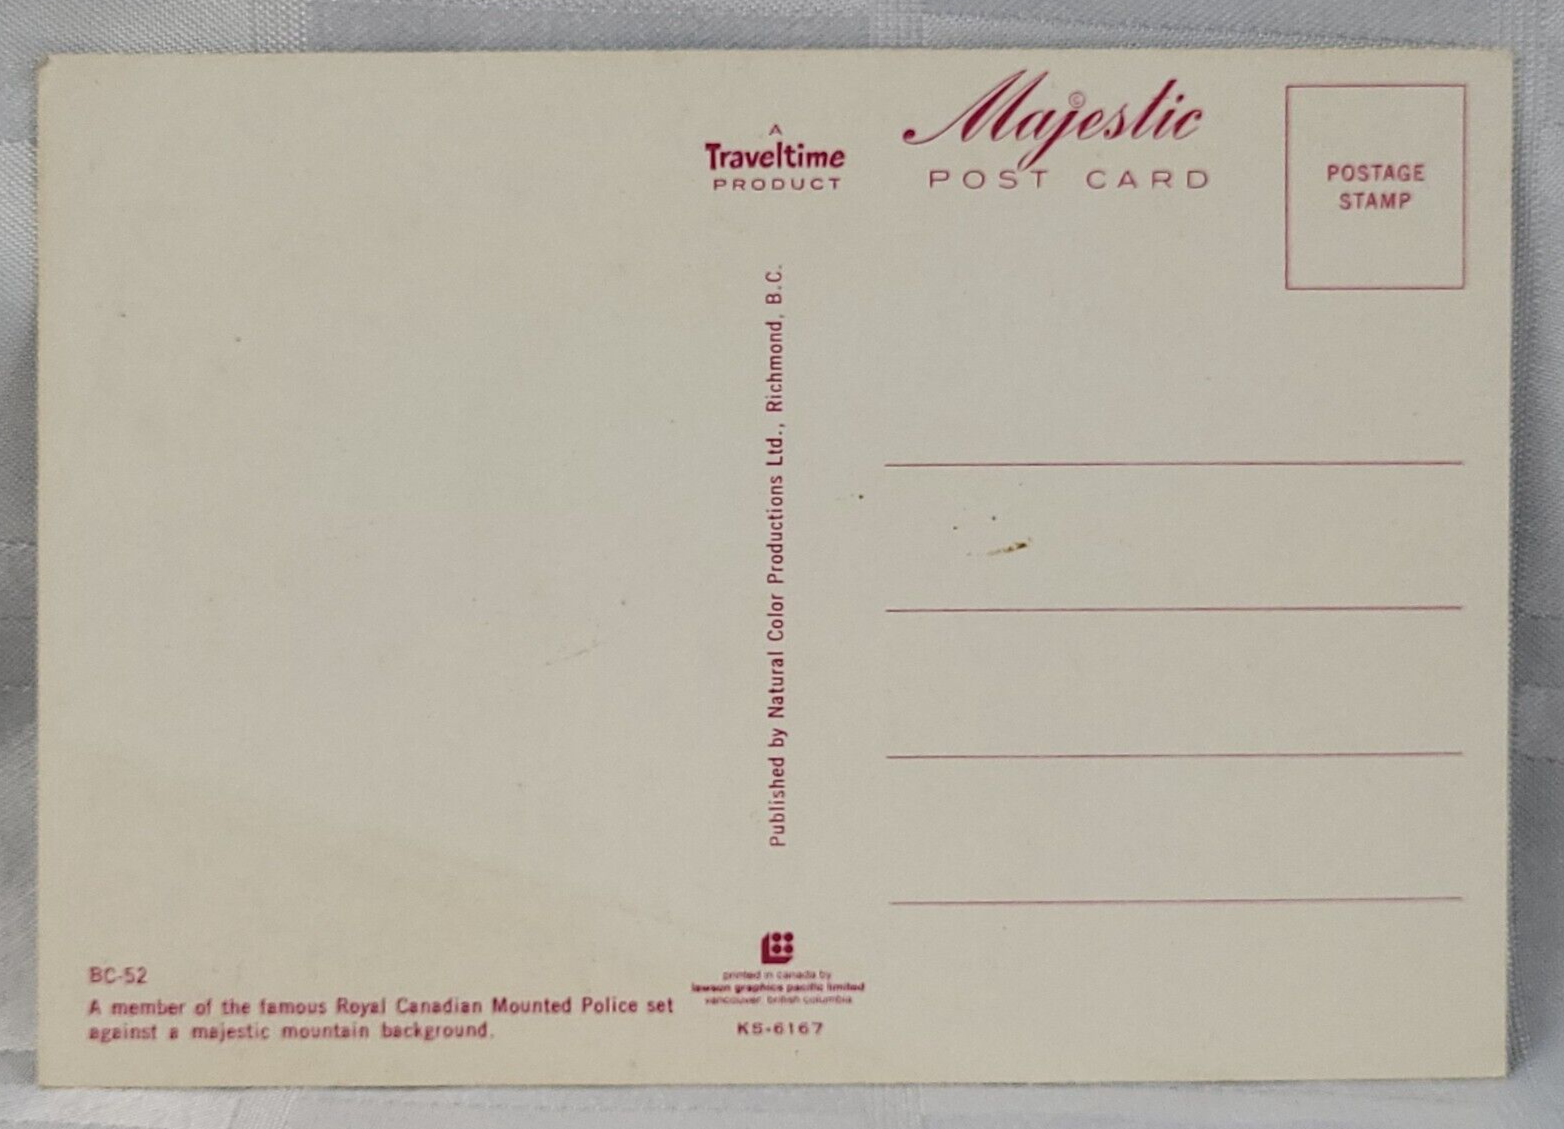 A
Traveltime
PRODUCT
Majestic
©
POST CARD
POSTAGE
STAMP
Published by Natural Color Productions Ltd., Richmond, B.C.
BC-52
A member of the famous Royal Canadian Mounted Police set
against a majestic mountain background.
printed in canada by
lawson graphics pacific limited
vancouver, british columbia
KS-6167